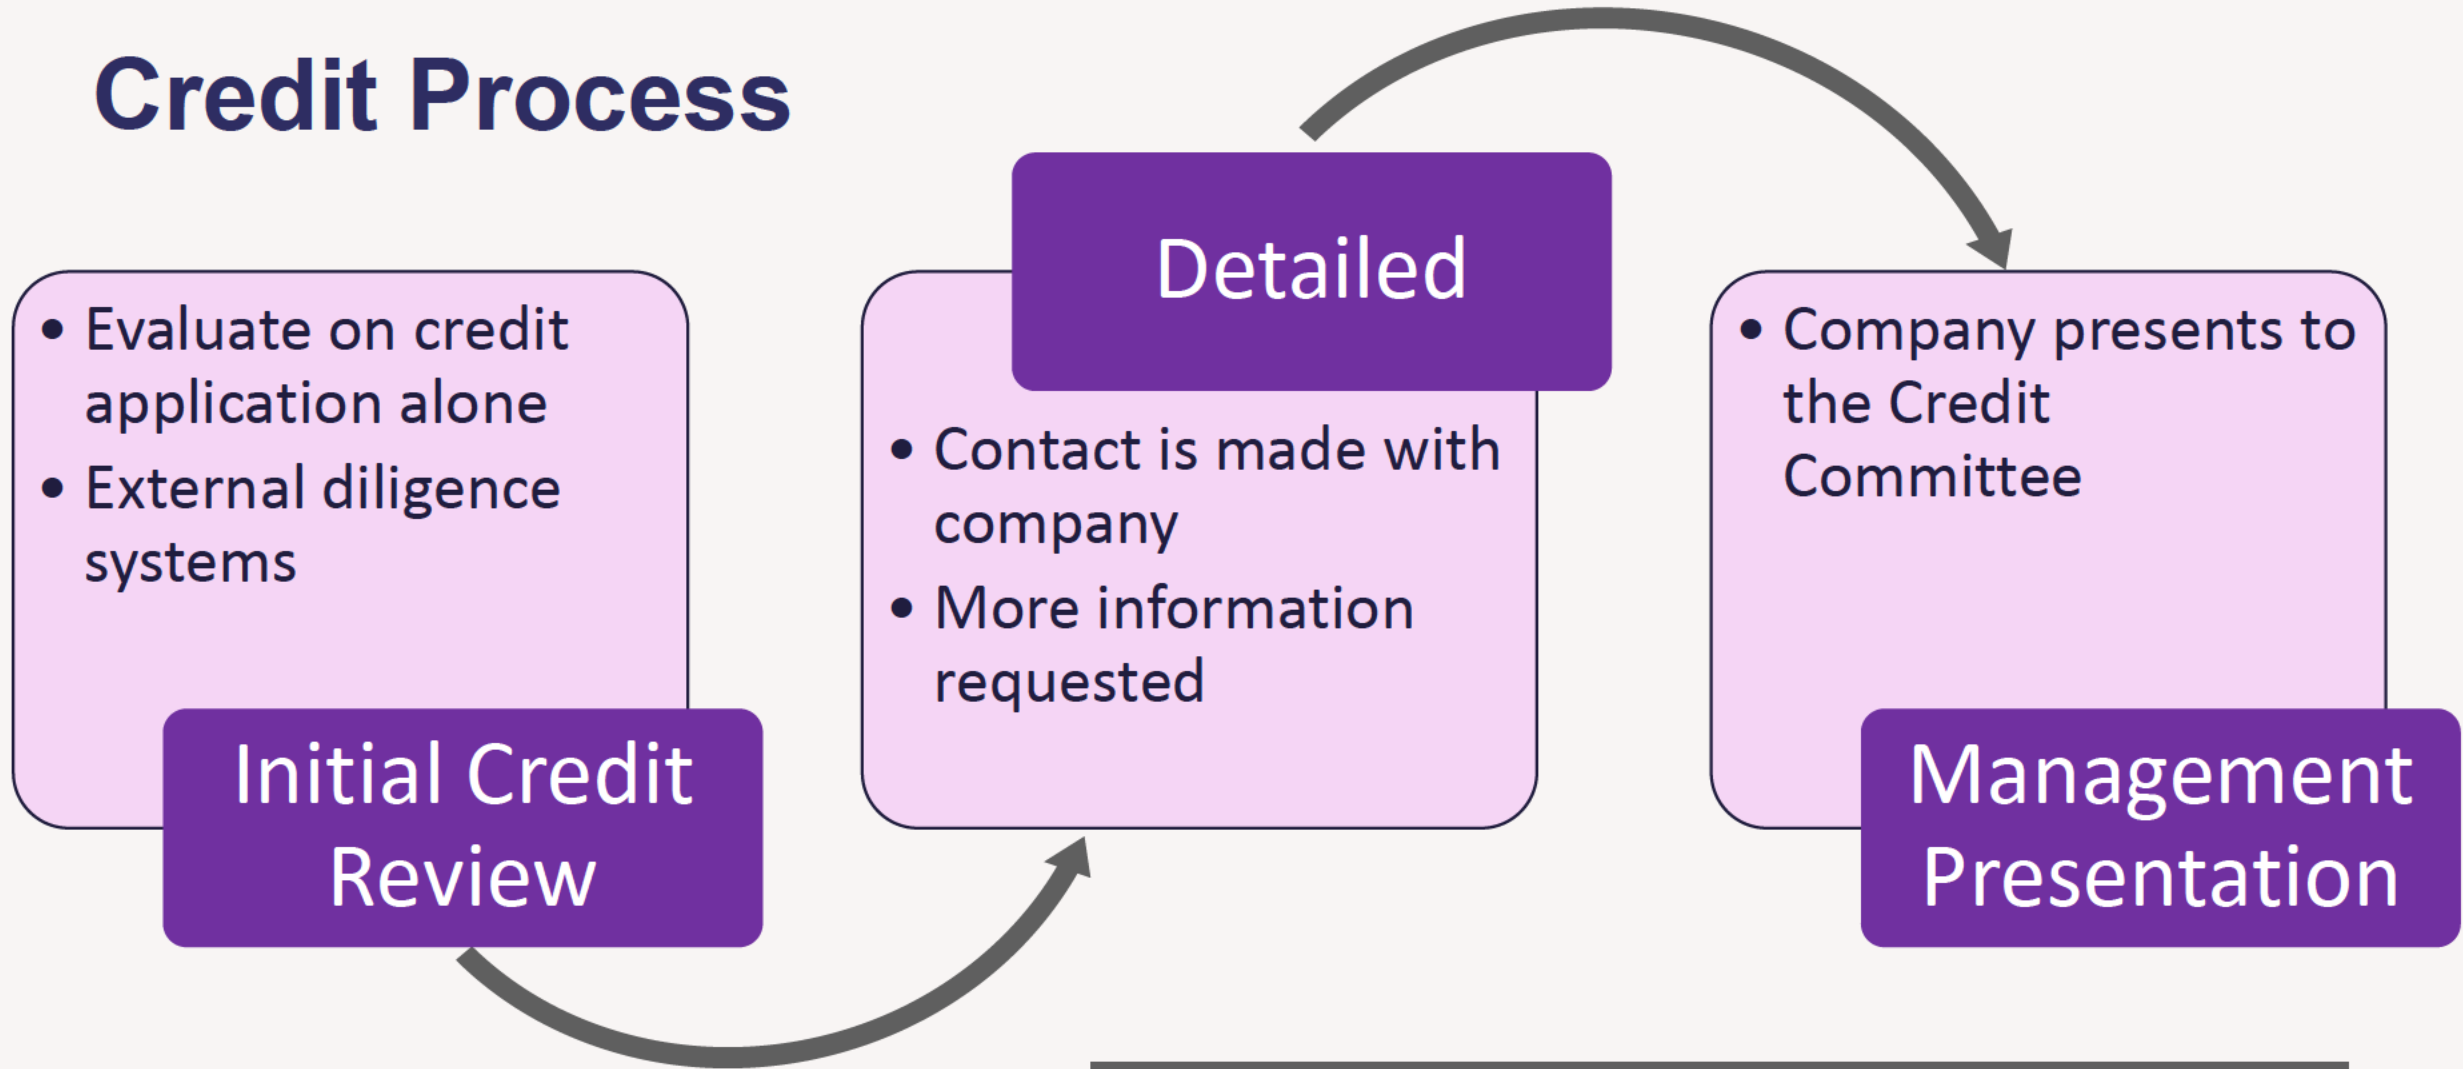 Credit Process
• Evaluate on credit
application alone
• External diligence
systems
Initial Credit
Review
Detailed
• Contact is made with
company
• More information
requested
• Company presents to
the Credit
Committee
Management
Presentation